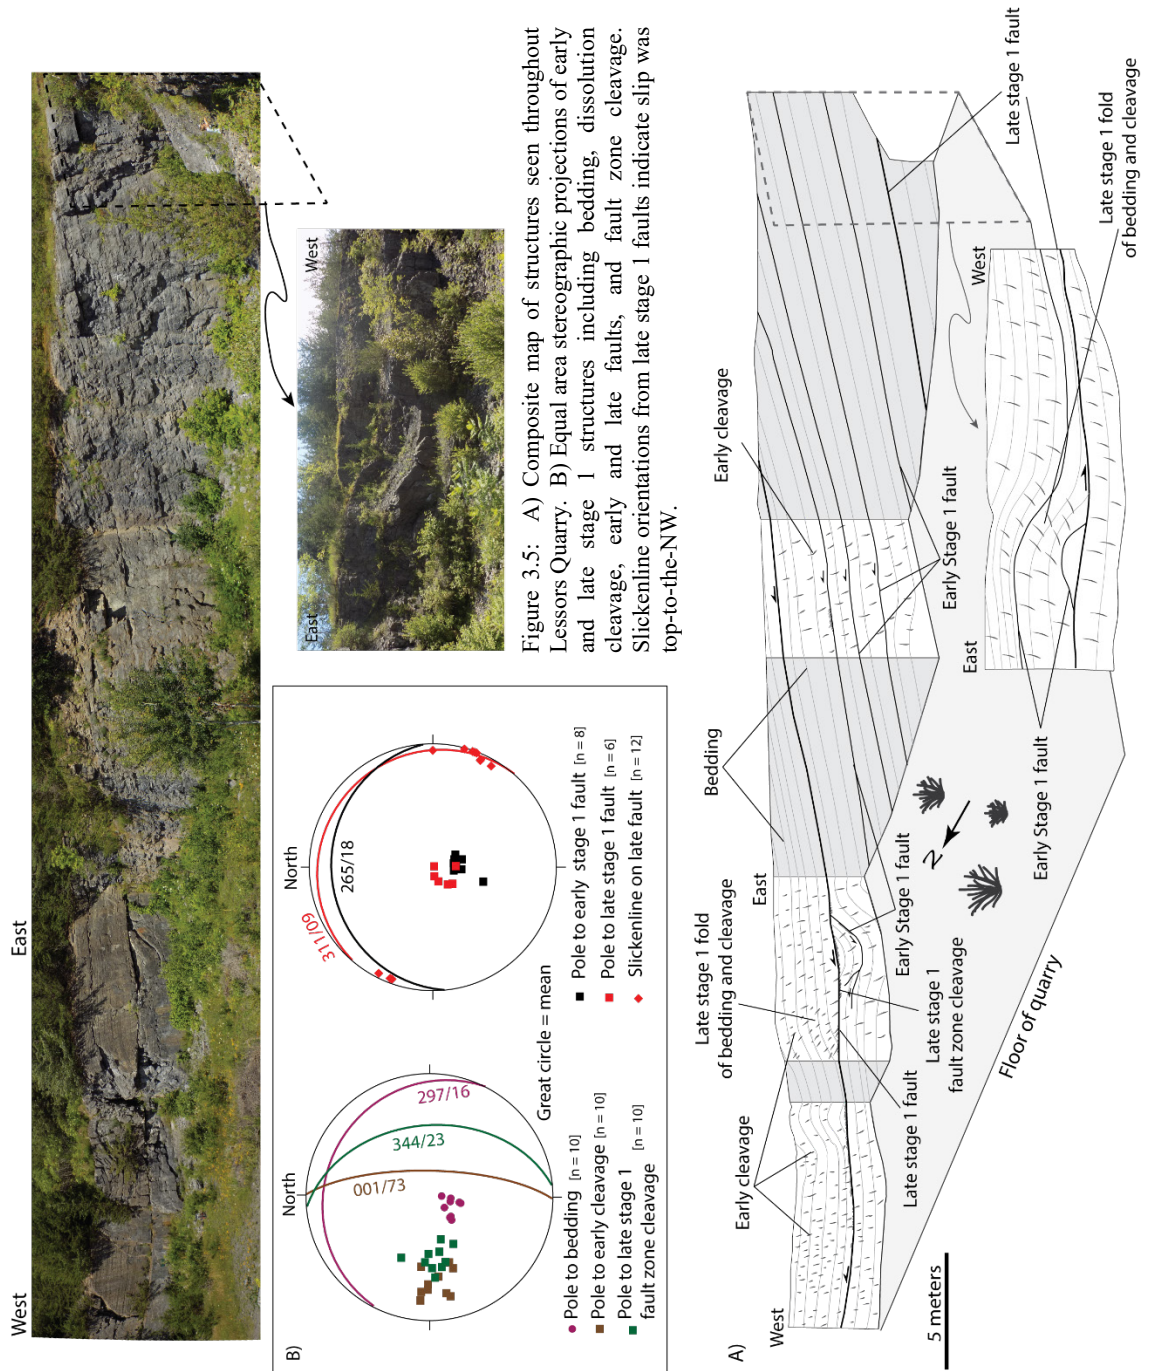 West
East
East
West
Figure 3.5: A) Composite map of structures seen throughout
Lessors Quarry. B) Equal area stereographic projections of early
and late stage 1 structures including bedding, dissolution
cleavage, early and late faults, and fault zone cleavage.
Slickenline orientations from late stage 1 faults indicate slip was
top-to-the-NW.
B)
North
297/16
344/23
001/73
Pole to bedding [n = 10]
Pole to early cleavage [n = 10]
Pole to late stage 1
fault zone cleavage
[n = 10]
Great circle = mean
North
311/09
265/18
Pole to early stage 1 fault [n = 8]
Pole to late stage 1 fault [n = 6]
Slickenline on late fault [n = 12]
A)
West
Early cleavage
Late stage 1 fold
of bedding and cleavage
East
Bedding
Early cleavage
Late stage 1 fault
Late stage 1
fault zone cleavage
Early Stage 1 fault
Early Stage 1 fault
Late stage 1 fault
Late stage 1 fold
of bedding and cleavage
East
West
Early Stage 1 fault
N
Floor of quarry
5 meters